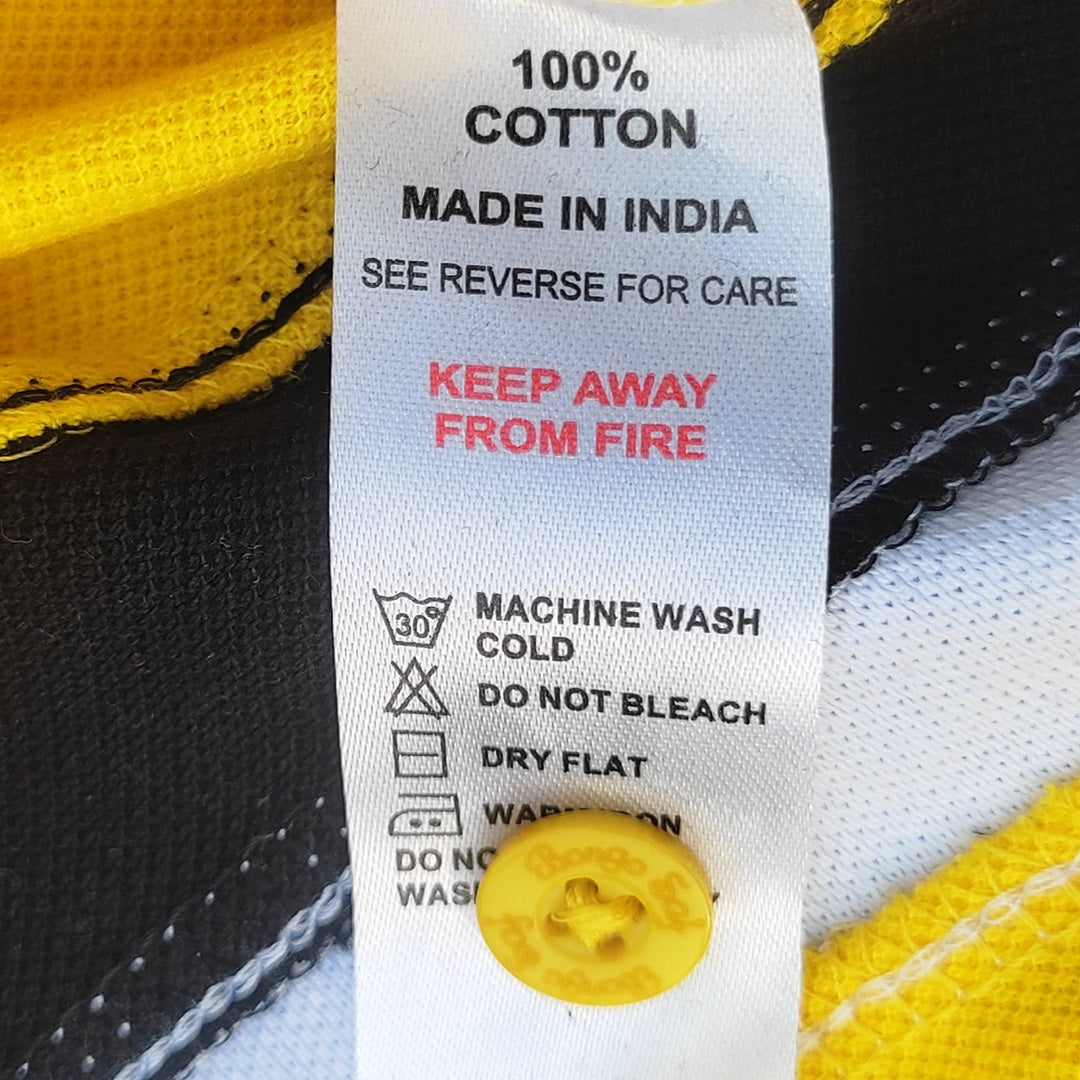 100%
COTTON
MADE IN INDIA
SEE REVERSE FOR CARE
KEEP AWAY
FROM FIRE
30° MACHINE WASH
COLD
DO NOT BLEACH
DRY FLAT
DO